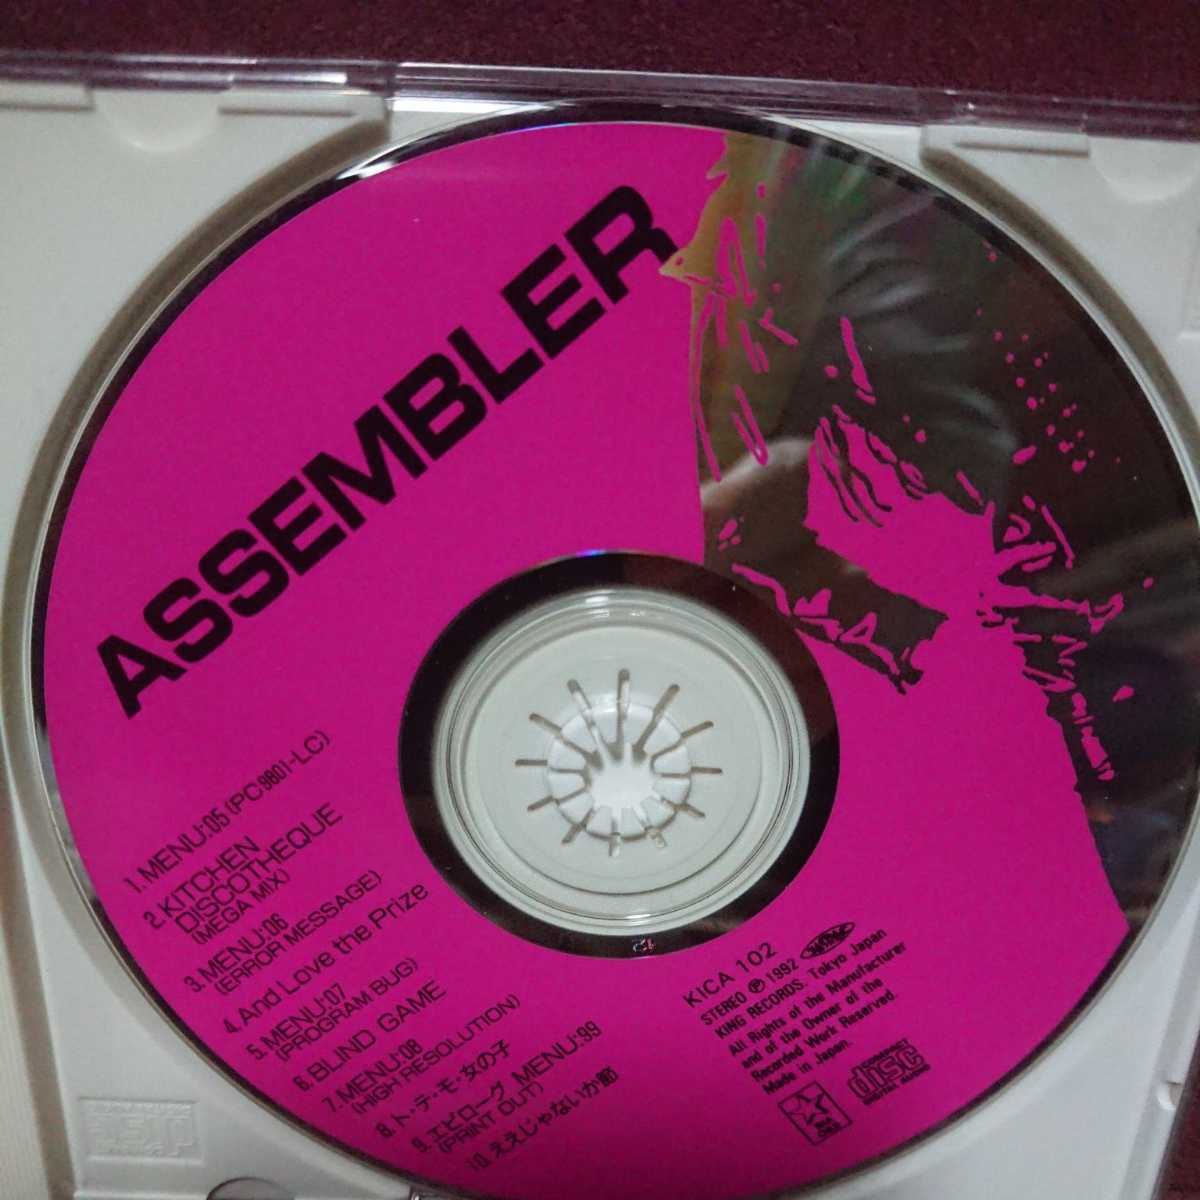 ASSEMBLER
1. MENU:05 (PC9801-LC)
2. KITCHEN
DISCOTHEQUE
(MEGA MIX)
3. MENU:06
(ERROR MESSAGE)
4. And Love the Prize
5. MENU:07
(PROGRAM BUG)
6. BLIND GAME
7. MENU:08
(HIGH RESOLUTION)
8. ト・テ・モ・女の子
9. エピローグ MENU:99
(PRINT OUT)
10. ええじゃないか節
KICA 102
STEREO Ⓟ 1992
KING RECORDS. Tokyo Japan
All Rights of the Manufacturer
and of the Owner of the
Recorded Work Reserved.
Made in Japan.
COMPACT
disc
DIGITAL AUDIO